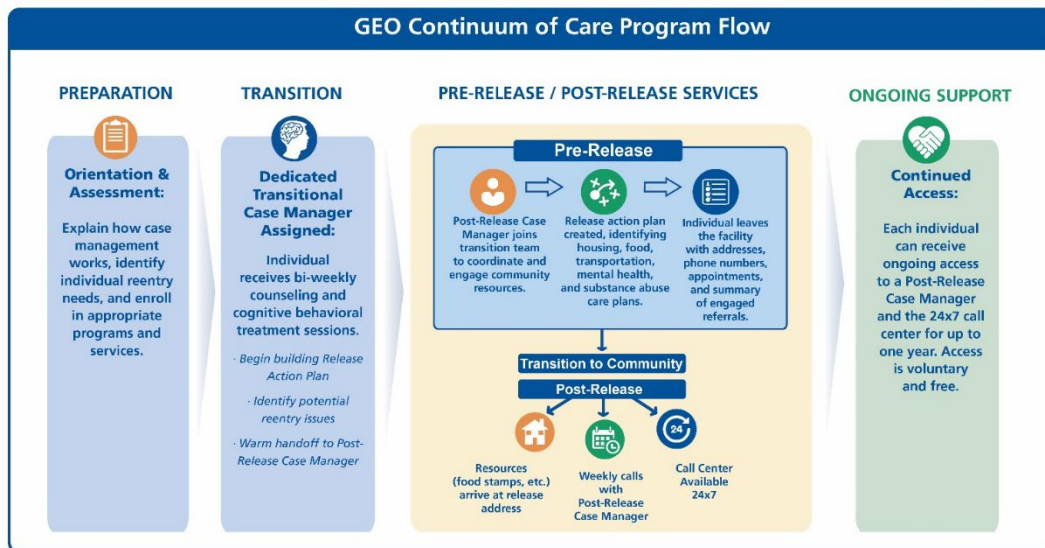 GEO Continuum of Care Program Flow
PREPARATION
Orientation &
Assessment:
Explain how case
management
works, identify
individual reentry
needs, and enroll
in appropriate
programs and
services.
TRANSITION
Dedicated
Transitional
Case Manager
Assigned:
Individual
receives bi-weekly
counseling and
cognitive behavioral
treatment sessions.
· Begin building Release
Action Plan
· Identify potential
reentry issues
· Warm handoff to Post-
Release Case Manager
PRE-RELEASE / POST-RELEASE SERVICES
Pre-Release
Post-Release Case
Manager joins
transition team
to coordinate and
engage community
resources.
Release action plan
created, identifying
housing, food,
transportation,
mental health,
and substance abuse
care plans.
Individual leaves
the facility
with addresses,
phone numbers,
appointments,
and summary
of engaged
referrals.
Transition to Community
Post-Release
Resources
(food stamps, etc.)
arrive at release
address
Weekly calls
with
Post-Release
Case Manager
24
Call Center
Available
24x7
ONGOING SUPPORT
Continued
Access:
Each individual
can receive
ongoing access
to a Post-Release
Case Manager
and the 24x7 call
center for up to
one year. Access
is voluntary
and free.